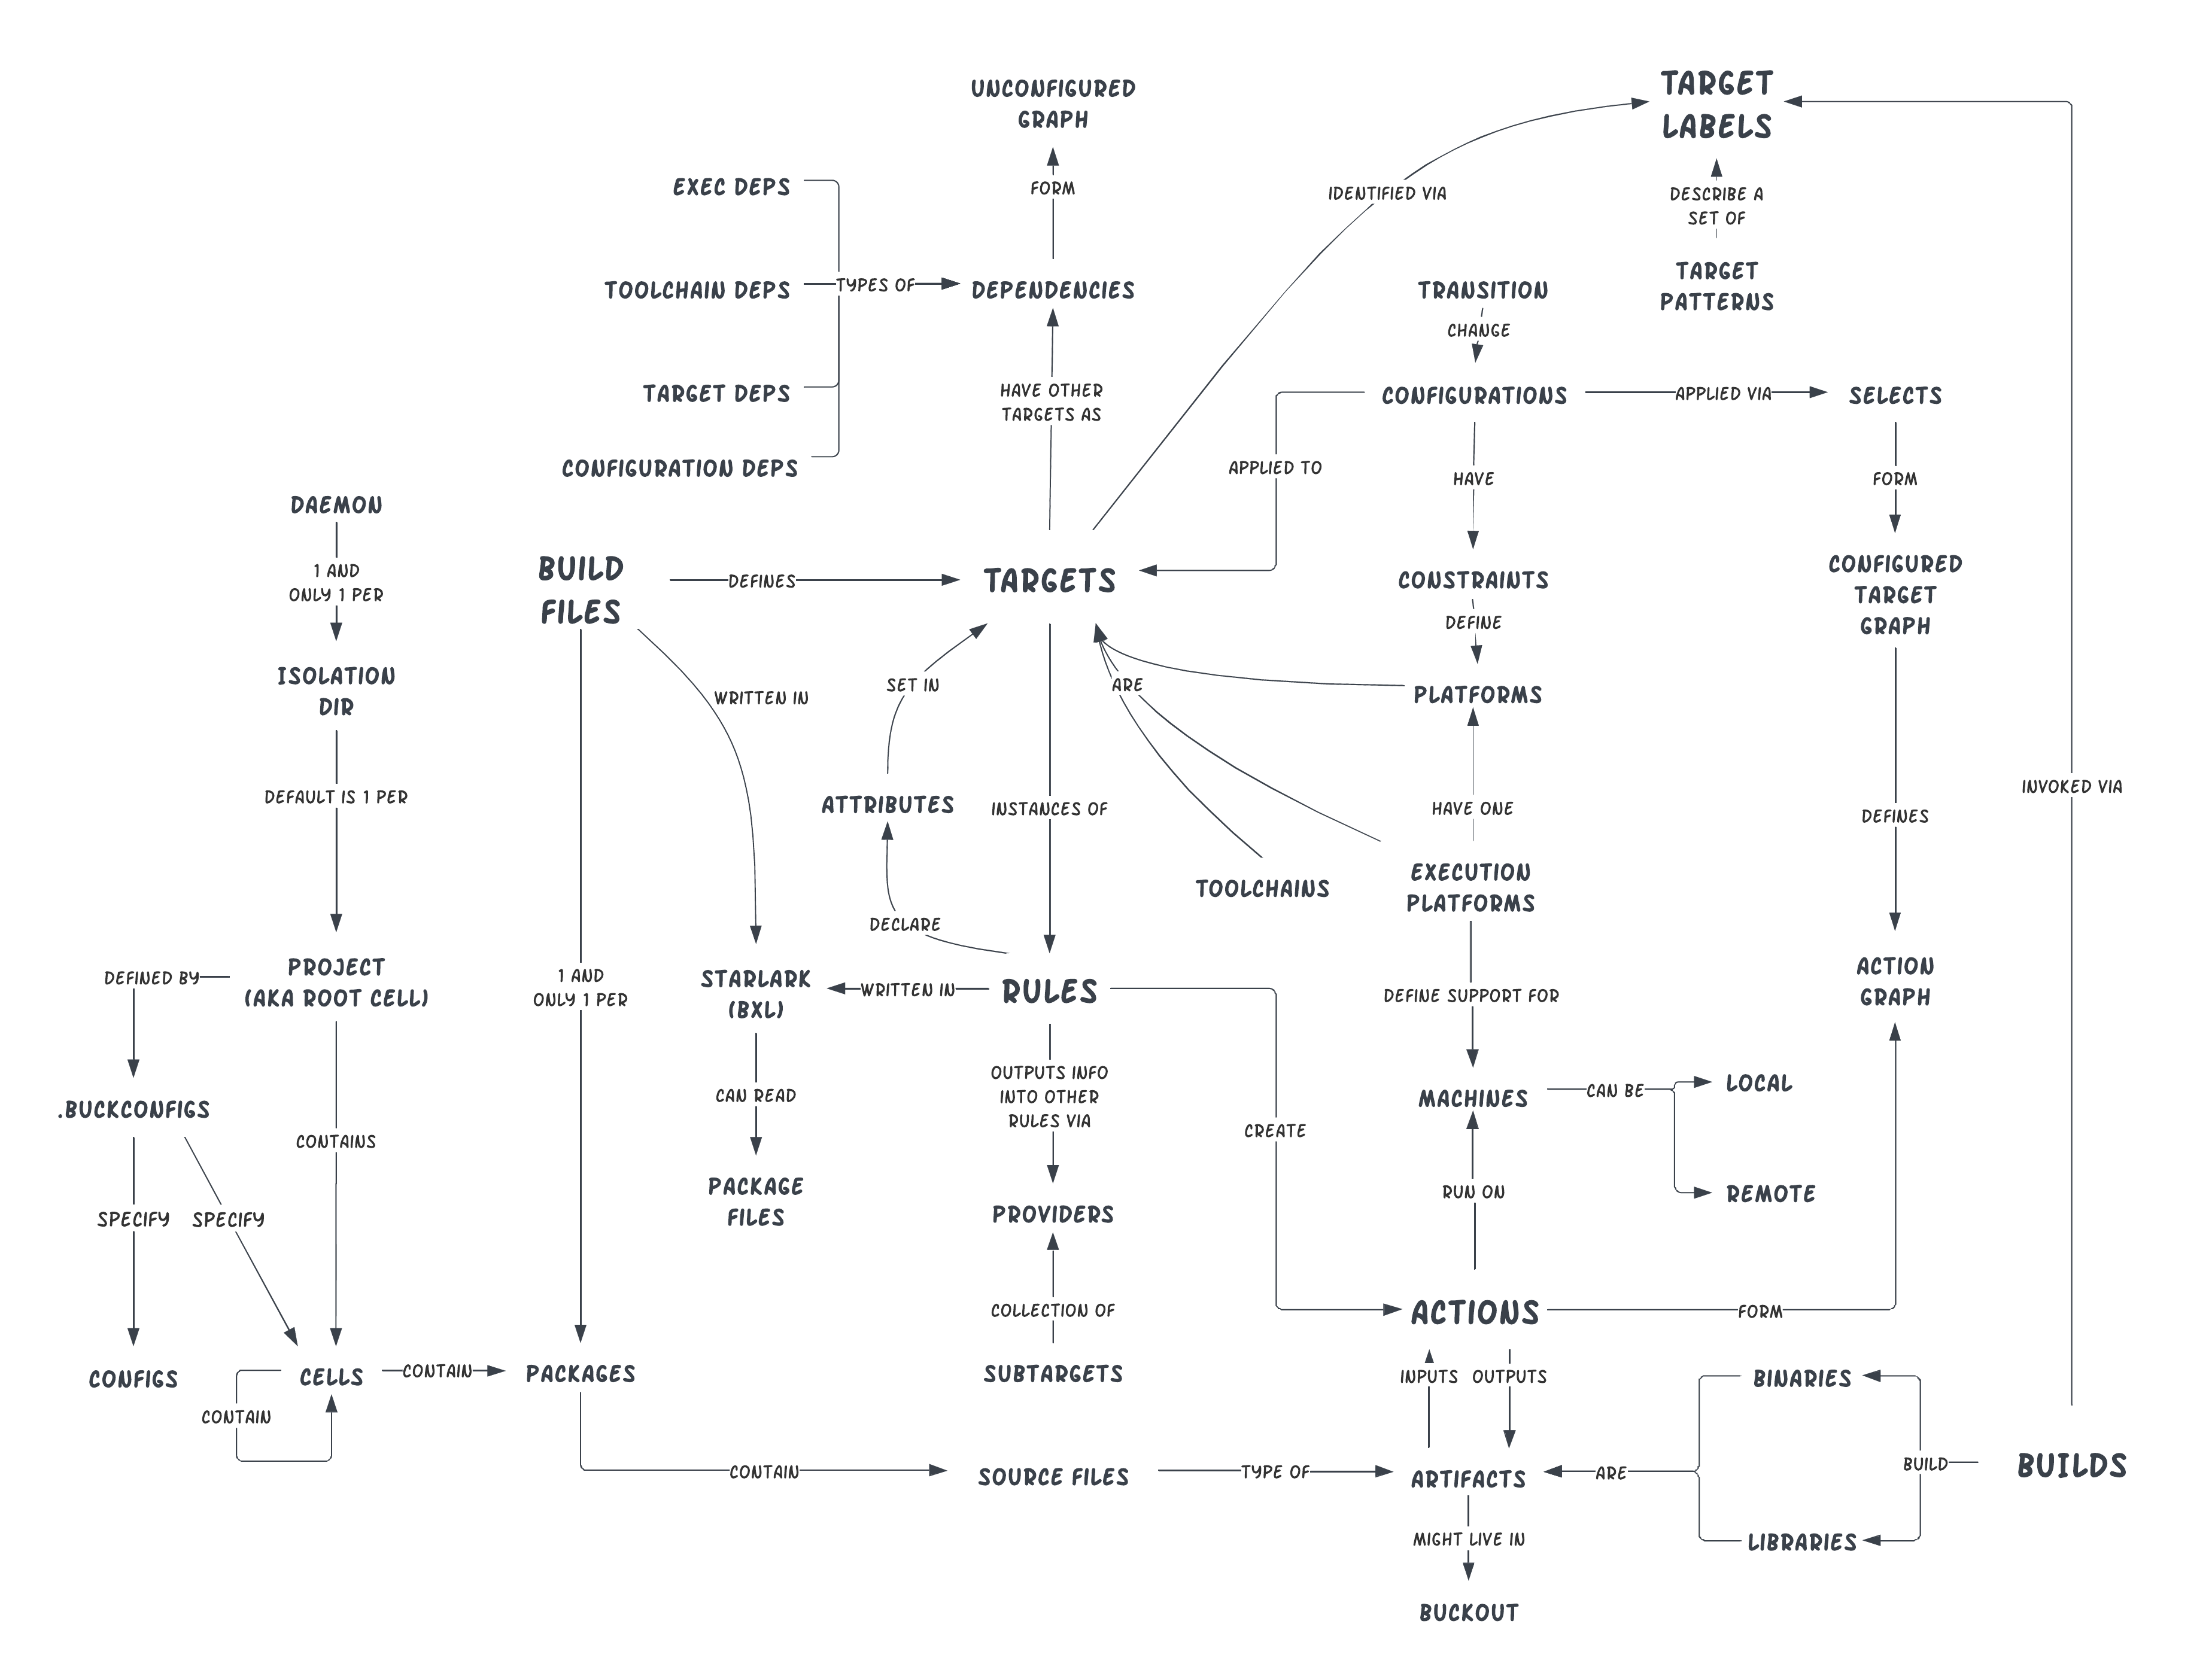 UNCONFIGURED
GRAPH
TARGET
LABELS
EXEC DEPS
FORM
IDENTIFIED VIA
DESCRIBE A
SET OF
TOOLCHAIN DEPS
TYPES OF
DEPENDENCIES
TRANSITION
TARGET
PATTERNS
CHANGE
TARGET DEPS
HAVE OTHER
TARGETS AS
CONFIGURATIONS
APPLIED VIA
SELECTS
CONFIGURATION DEPS
APPLIED TO
HAVE
FORM
DAEMON
1 AND
ONLY 1 PER
BUILD
FILES
DEFINES
TARGETS
CONSTRAINTS
CONFIGURED
TARGET
GRAPH
DEFINE
ISOLATION
DIR
WRITTEN IN
SET IN
ARE
PLATFORMS
DEFAULT IS 1 PER
ATTRIBUTES
INSTANCES OF
HAVE ONE
DEFINES
INVOKED VIA
TOOLCHAINS
EXECUTION
PLATFORMS
DECLARE
DEFINED BY
PROJECT
(AKA ROOT CELL)
1 AND
ONLY 1 PER
STARLARK
(BXL)
WRITTEN IN
RULES
DEFINE SUPPORT FOR
ACTION
GRAPH
.BUCKCONFIGS
CONTAINS
CAN READ
OUTPUTS INFO
INTO OTHER
RULES VIA
CREATE
MACHINES
CAN BE
LOCAL
REMOTE
SPECIFY
SPECIFY
PACKAGE
FILES
PROVIDERS
RUN ON
COLLECTION OF
ACTIONS
FORM
CONFIGS
CELLS
CONTAIN
PACKAGES
SUBTARGETS
INPUTS
OUTPUTS
BINARIES
CONTAIN
CONTAIN
SOURCE FILES
TYPE OF
ARTIFACTS
ARE
BUILD
BUILDS
MIGHT LIVE IN
LIBRARIES
BUCKOUT